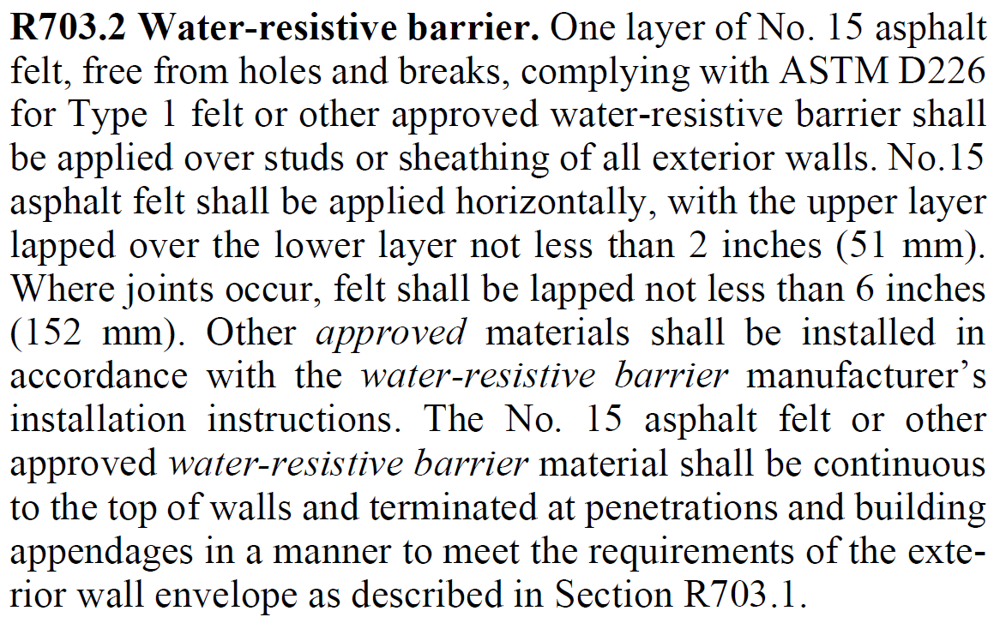 R703.2 Water-resistive barrier. One layer of No. 15 asphalt
felt, free from holes and breaks, complying with ASTM D226
for Type 1 felt or other approved water-resistive barrier shall
be applied over studs or sheathing of all exterior walls. No.15
asphalt felt shall be applied horizontally, with the upper layer
lapped over the lower layer not less than 2 inches (51 mm).
Where joints occur, felt shall be lapped not less than 6 inches
(152 mm). Other approved materials shall be installed in
accordance with the water-resistive barrier manufacturer’s
installation instructions. The No. 15 asphalt felt or other
approved water-resistive barrier material shall be continuous
to the top of walls and terminated at penetrations and building
appendages in a manner to meet the requirements of the exte-
rior wall envelope as described in Section R703.1.